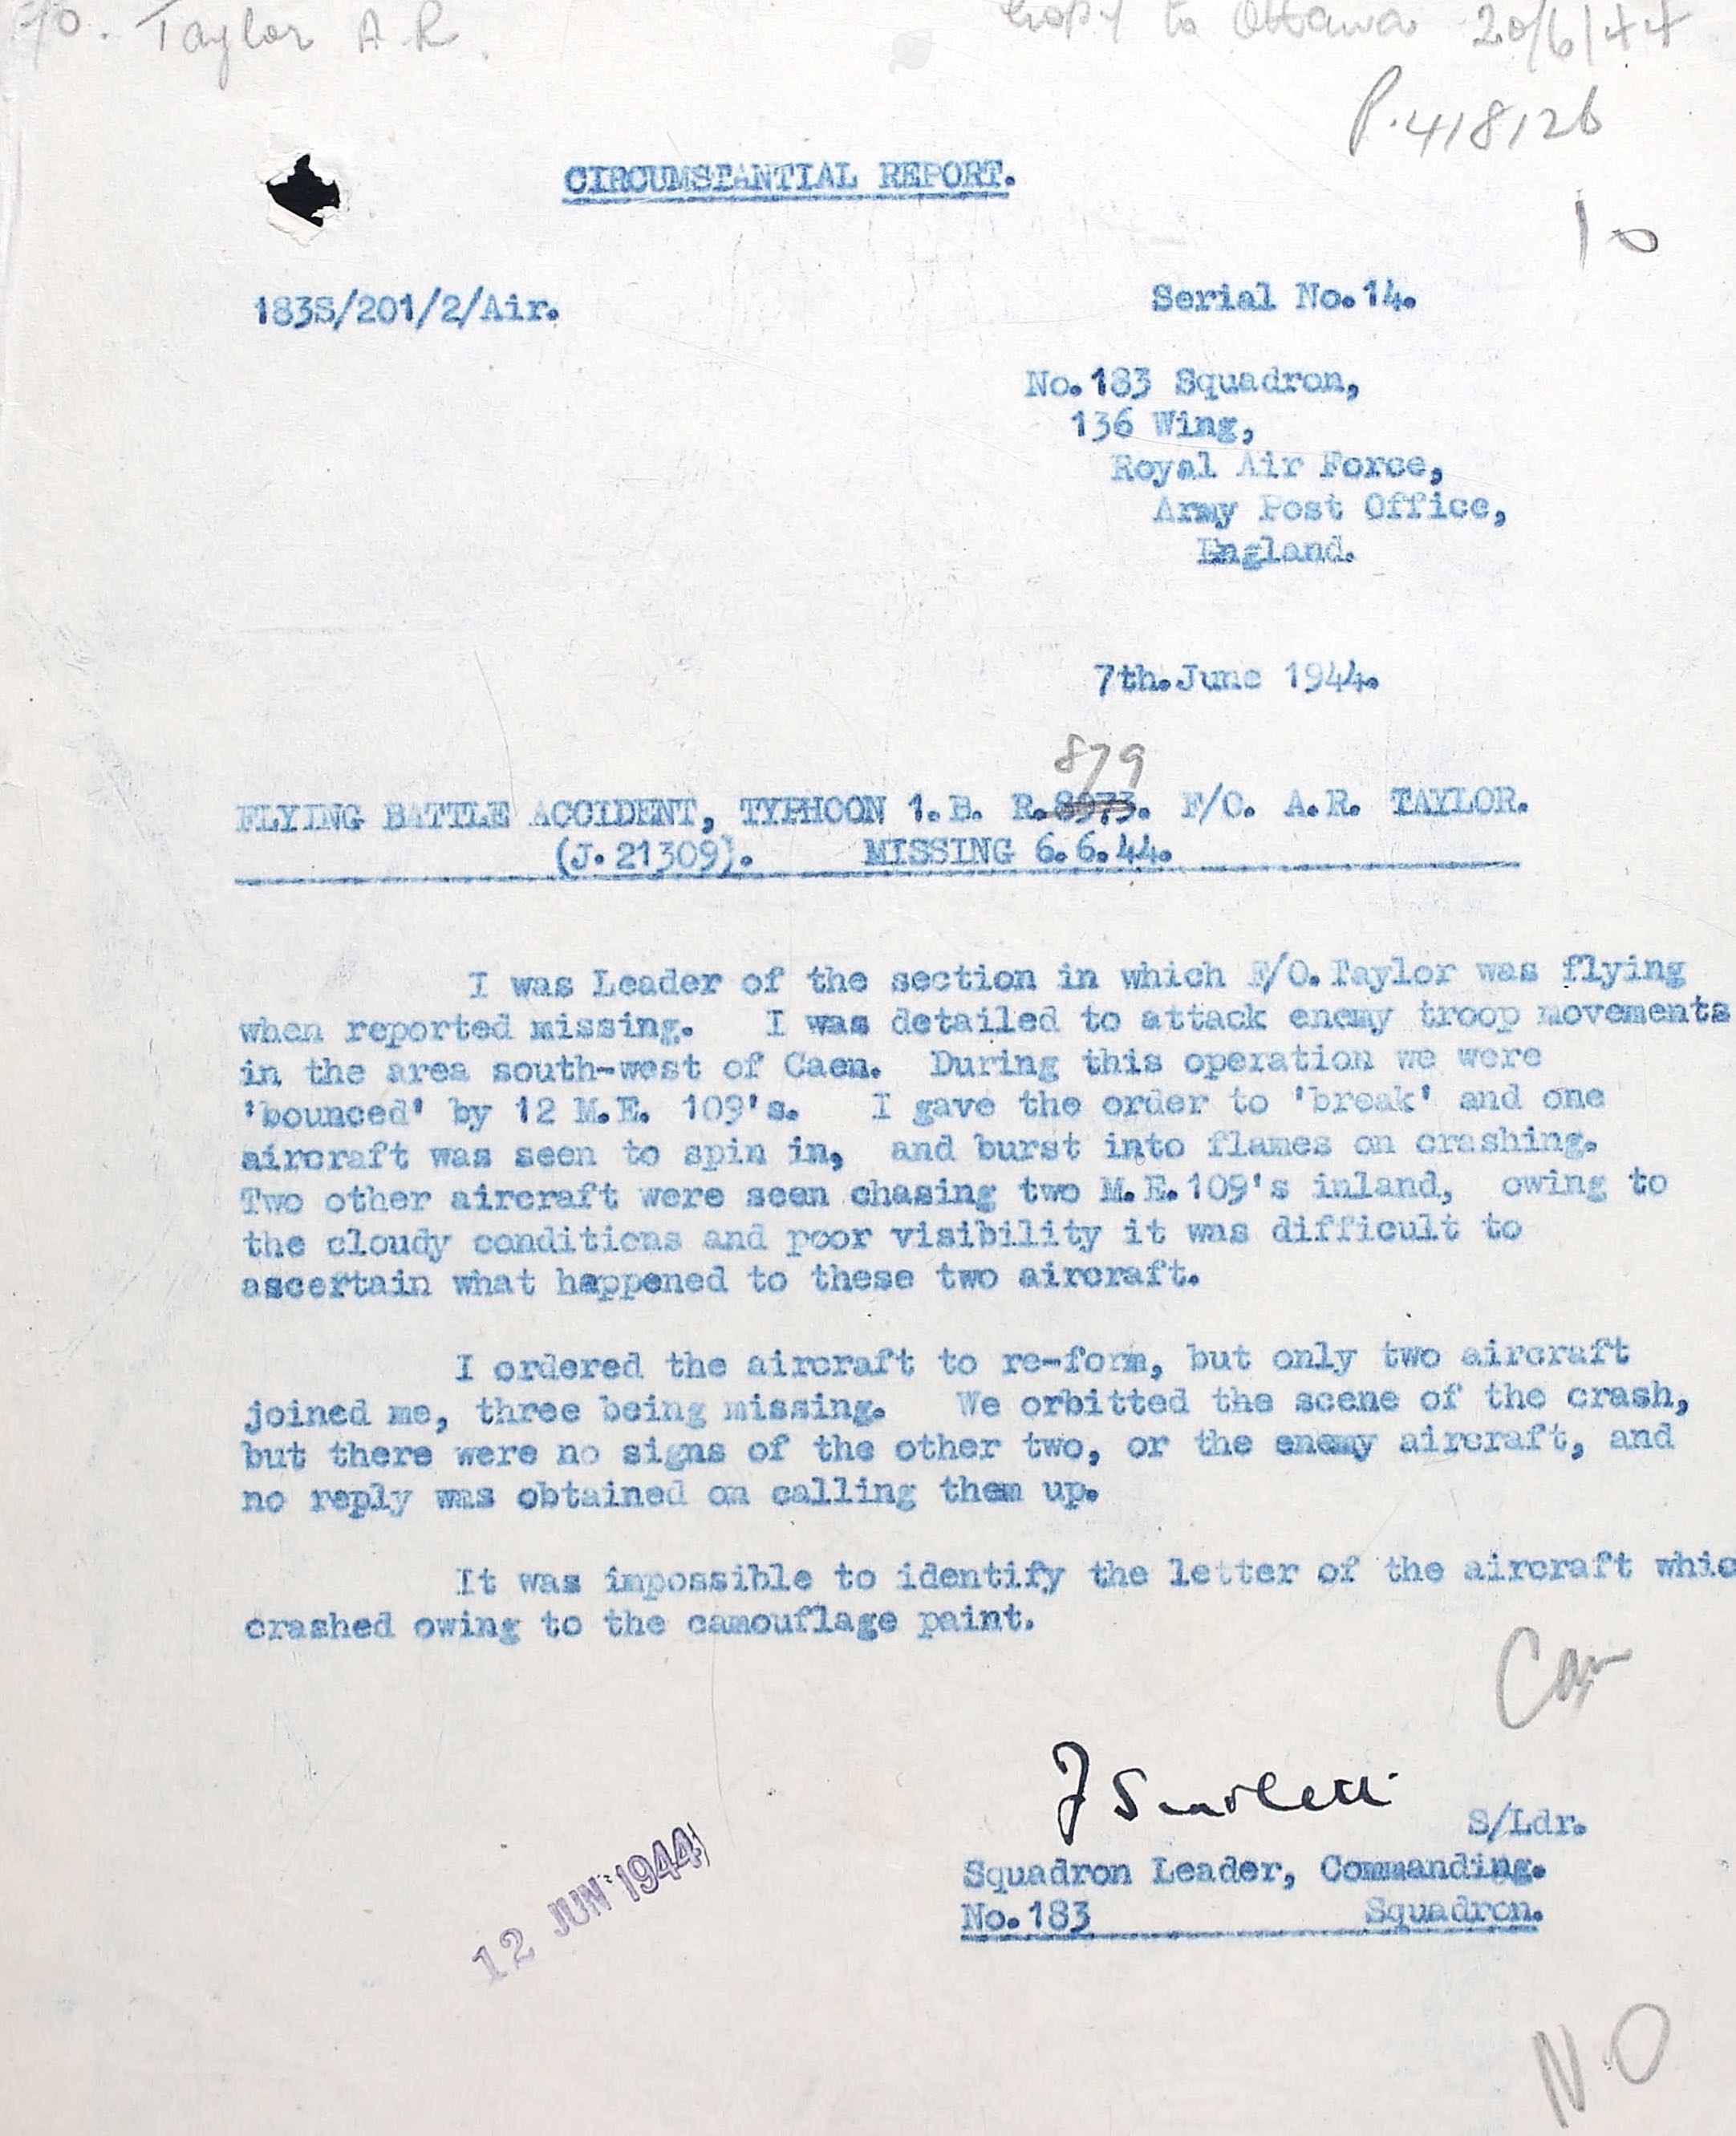 F/O. Taylor A R.
Copy to Ottawa 20/6/44
P.418126
10
CIRCUMSTANTIAL REPORT.
183S/201/2/Air.
Serial No.14.
No.183 Squadron,
136 Wing,
Royal Air Force,
Army Post Office,
England.
7th.June 1944.
879
FLYING BATTLE ACCIDENT, TYPHOON 1.B. R.8973. F/O. A.R. TAYLOR.
(J.21309). MISSING 6.6.44.
I was Leader of the section in which F/O.Taylor was flying
when reported missing. I was detailed to attack enemy troop movements
in the area south-west of Caen. During this operation we were
'bounced' by 12 M.E. 109's. I gave the order to 'break' and one
aircraft was seen to spin in, and burst into flames on crashing.
Two other aircraft were seen chasing two M.E.109's inland, owing to
the cloudy conditions and poor visibility it was difficult to
ascertain what happened to these two aircraft.
I ordered the aircraft to re-form, but only two aircraft
joined me, three being missing. We orbitted the scene of the crash,
but there were no signs of the other two, or the enemy aircraft, and
no reply was obtained on calling them up.
It was impossible to identify the letter of the aircraft whic
crashed owing to the camouflage paint.
Can
J Scarlett
S/Ldr.
Squadron Leader, Commanding.
No.183 Squadron.
12 JUN 1944
N.O